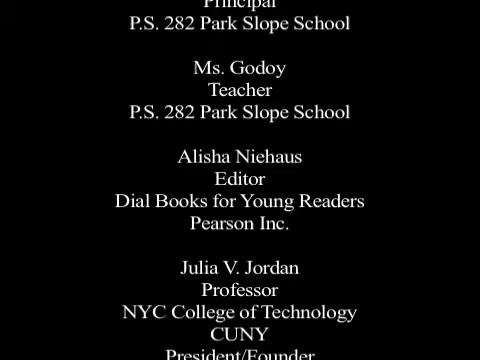 Principal
P.S. 282 Park Slope School
Ms. Godoy
Teacher
P.S. 282 Park Slope School
Alisha Niehaus
Editor
Dial Books for Young Readers
Pearson Inc.
Julia V. Jordan
Professor
NYC College of Technology
CUNY
President/Founder